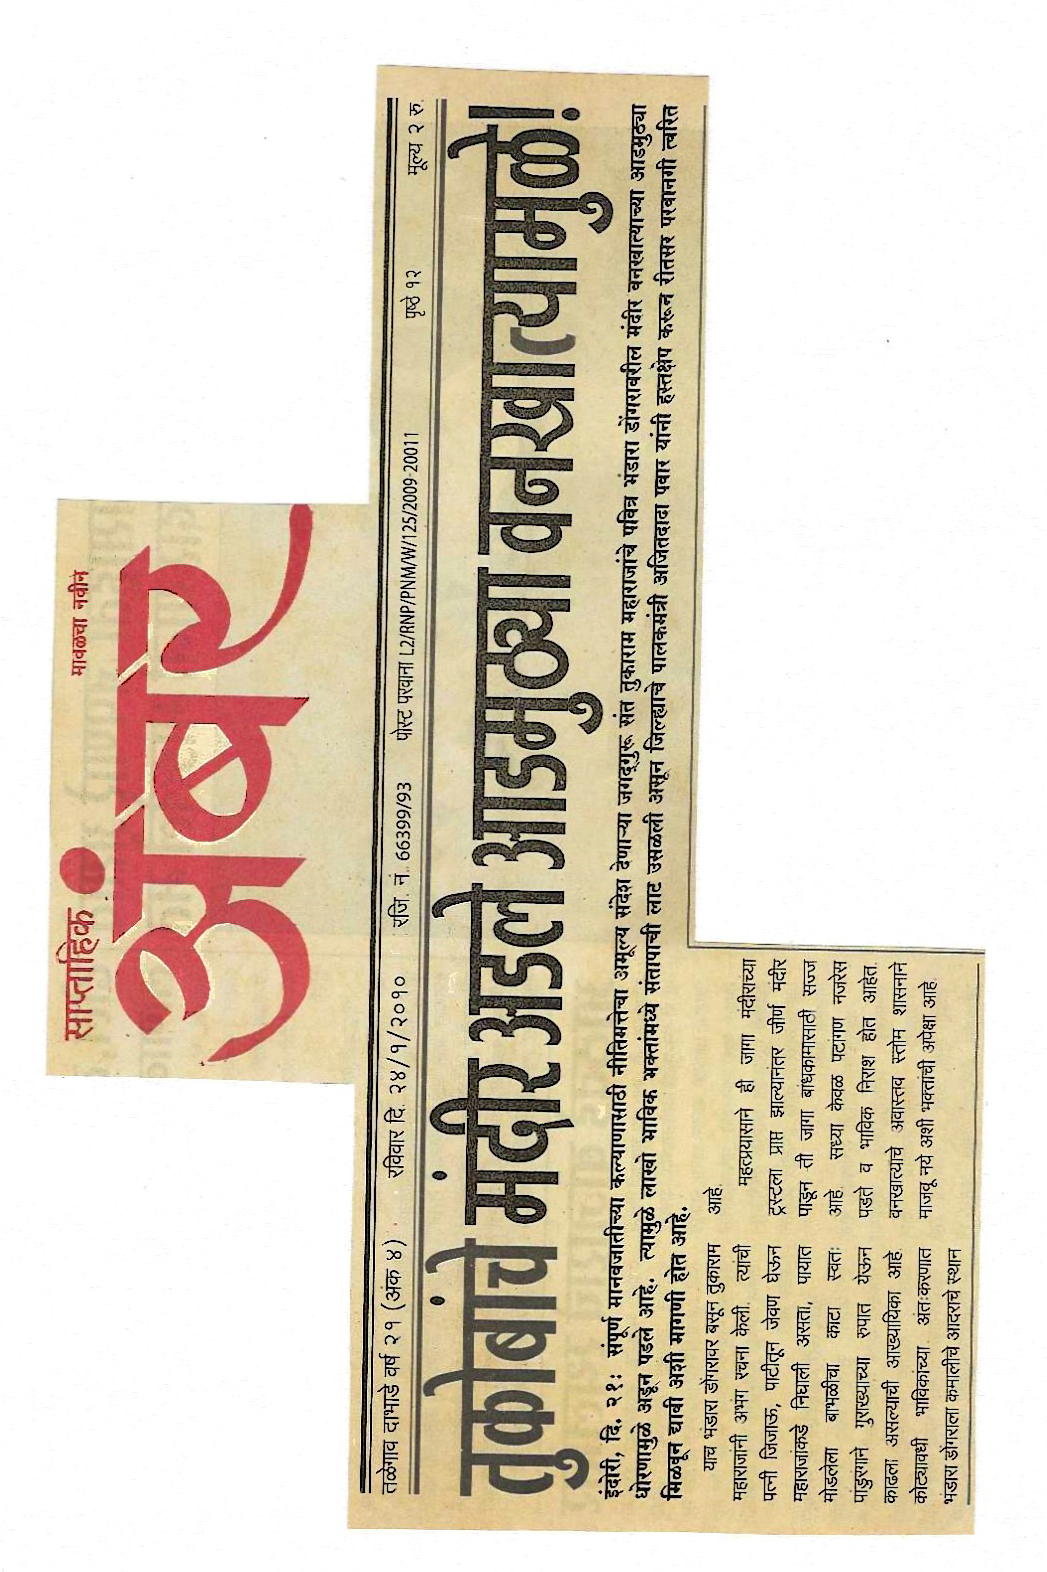 मावळच्या नवीने
साप्ताहिक
अंबर
तळेगाव दाभाडे वर्ष २१ (अंक ४) रविवार दि. २४/१/२०१० रजि. नं. 66399/93 पोस्ट परवाना L2/RNP/PNM/W/125/2009-20011 पृष्ठे १२ मूल्य २ रु.
तुकोबांचे मंदीर अडले आडमुठ्या वनखात्यामुळे!
इंदोरी, दि. २१: संपूर्ण मानवजातीच्या कल्याणासाठी नीतिमत्तेचा अमूल्य संदेश देणाऱ्या जगद्‌गुरू संत तुकाराम महाराजांचे पवित्र भंडारा डोंगरावरील मंदीर वनखात्याच्या आडमुठ्या
धोरणामुळे अडून पडले आहे. त्यामुळे लाखो भाविक भक्तांमध्ये संतापाची लाट उसळली असून जिल्ह्याचे पालकमंत्री अजितदादा पवार यांनी हस्तक्षेप करून रीतसर परवानगी त्वरित
मिळवून द्यावी अशी मागणी होत आहे.
याच भंडारा डोंगरावर बसून तुकाराम
महाराजांनी अभंग रचना केली. त्यांची
पत्नी जिजाऊ, पाटीतून जेवण घेऊन
महाराजांकडे निघाली असता, पायात
मोडलेला बाभळीचा काटा स्वतः
पांडुरंगाने गुराख्याच्या रुपात येऊन
काढला असल्याची आख्यायिका आहे
कोट्यावधी भाविकांच्या अंतःकरणात
भंडारा डोंगराला कमालीचे आदराचे स्थान
आहे.
महत्प्रयासाने ही जागा मंदीराच्या
ट्रस्टला प्राप्त झाल्यानंतर जीर्ण मंदीर
पाडून ती जागा बांधकामासाठी सज्ज
आहे. सध्या केवळ पटांगण नजरेस
पडते व भाविक निराश होत आहेत.
वनखात्याचे अवास्तव स्तोम शासनाने
माजवू नये अशी भक्तांची अपेक्षा आहे.